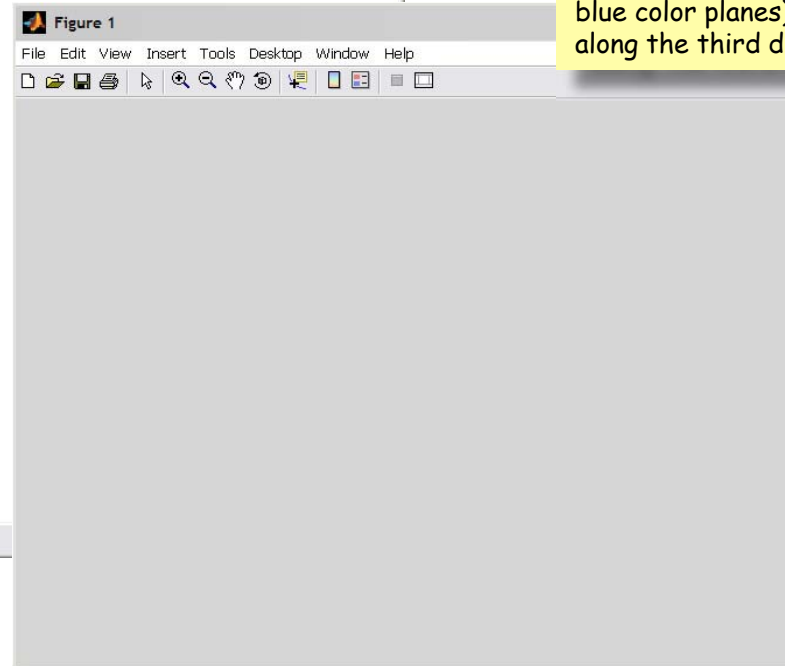 blue color planes)
along the third d
Figure 1
File Edit View Insert Tools Desktop Window Help